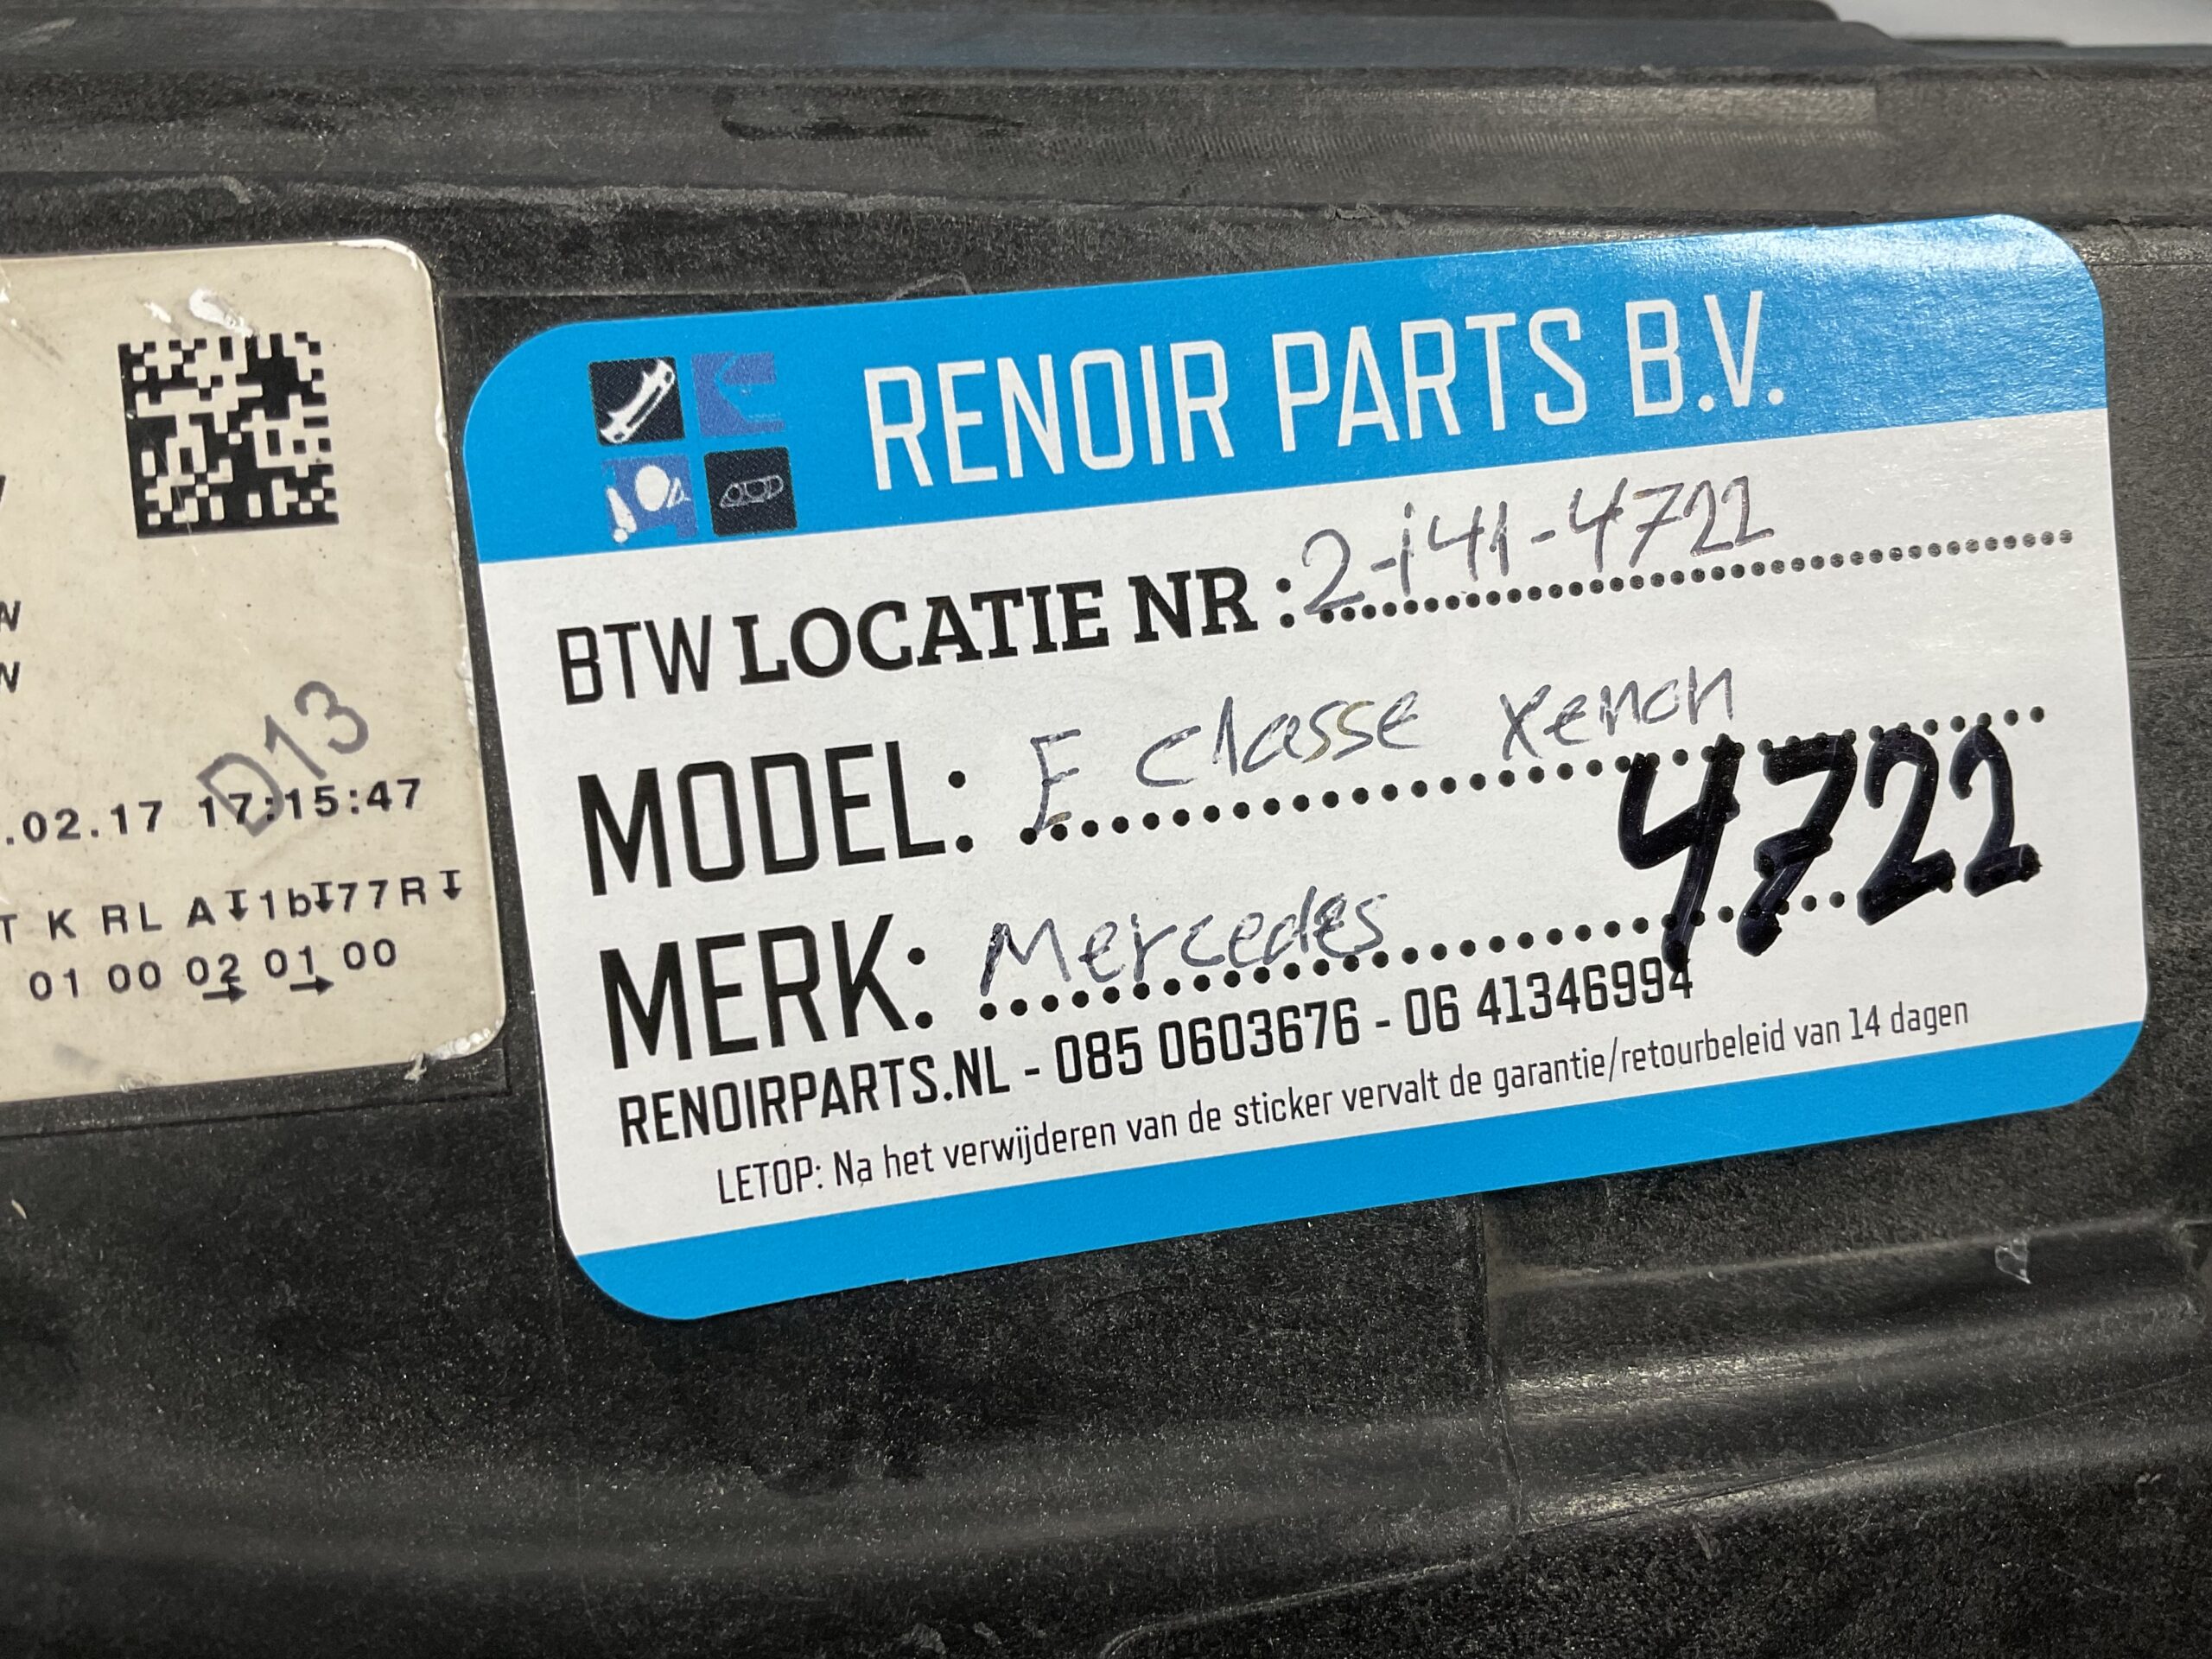 D13
.02.17 17:15:47
T K RL A↧1b↧77R↧
01 00 02 01 00
RENOIR PARTS B.V.
BTW LOCATIE NR : 2-i41-4722
MODEL: E classe xenon
4722
MERK: Mercedes
RENOIRPARTS.NL - 085 0603676 - 06 41346994
LETOP: Na het verwijderen van de sticker vervalt de garantie/retourbeleid van 14 dagen